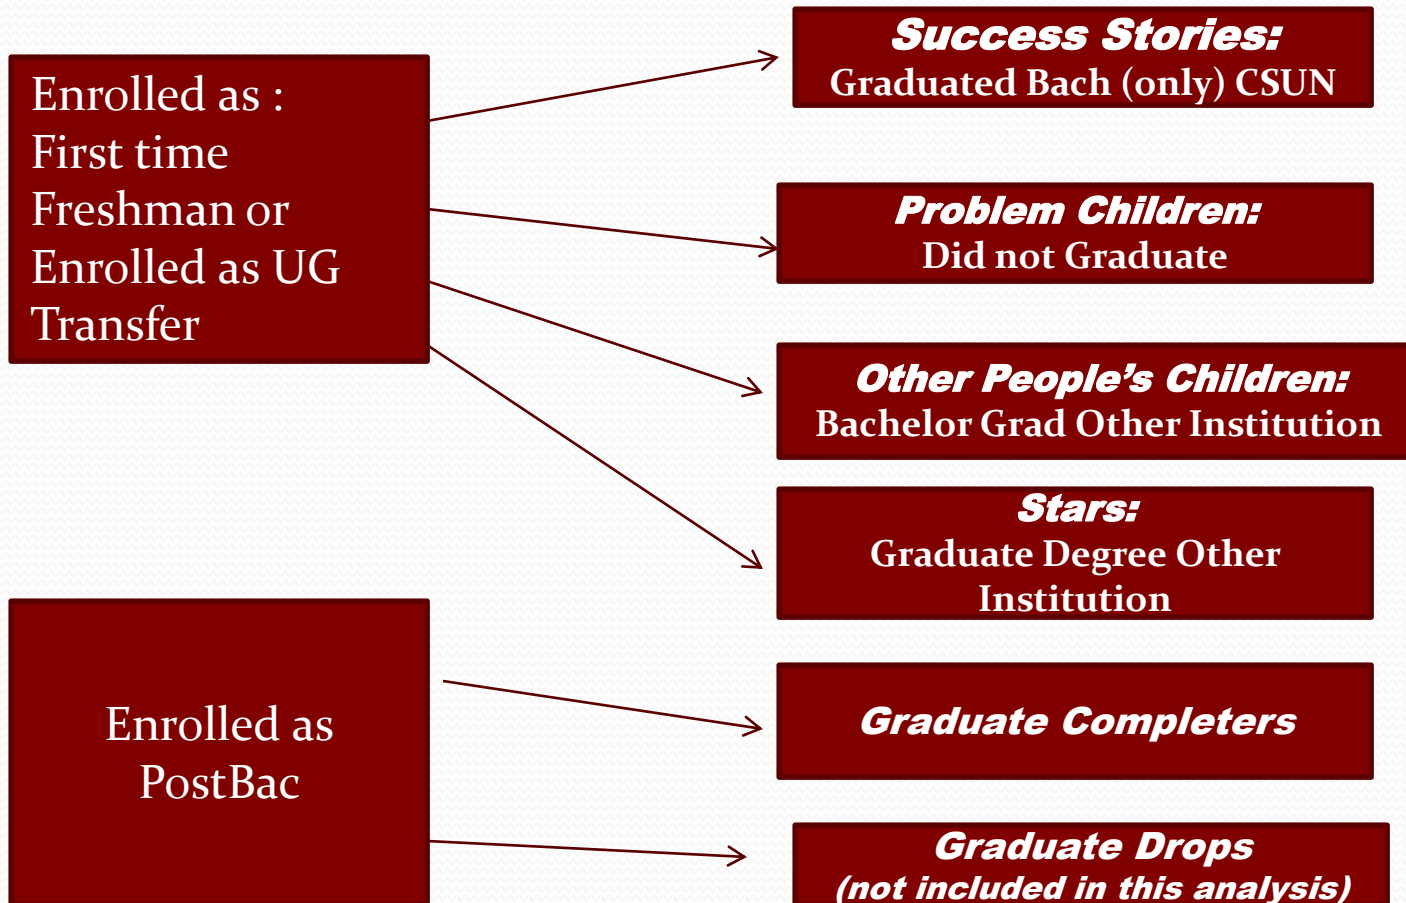 Enrolled as :
First time
Freshman or
Enrolled as UG
Transfer
Success Stories:
Graduated Bach (only) CSUN
Problem Children:
Did not Graduate
Other People’s Children:
Bachelor Grad Other Institution
Stars:
Graduate Degree Other
Institution
Enrolled as
PostBac
Graduate Completers
Graduate Drops
(not included in this analysis)